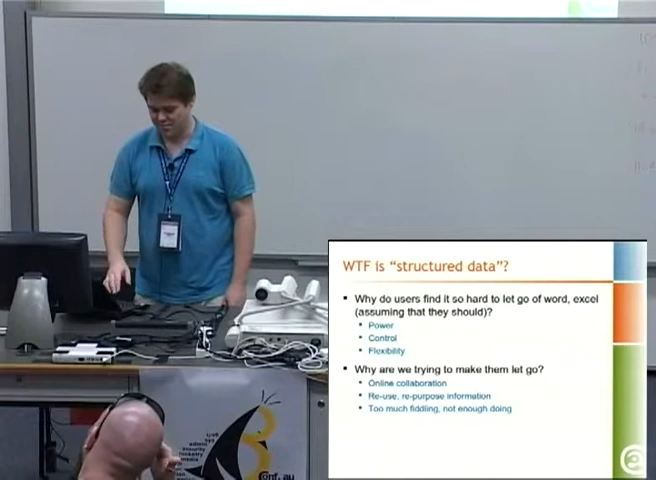 WTF is “structured data”?
Why do users find it so hard to let go of word, excel
(assuming that they should)?
Power
Control
Flexibility
Why are we trying to make them let go?
Online collaboration
Re-use, re-purpose information
Too much fiddling, not enough doing
conf.au